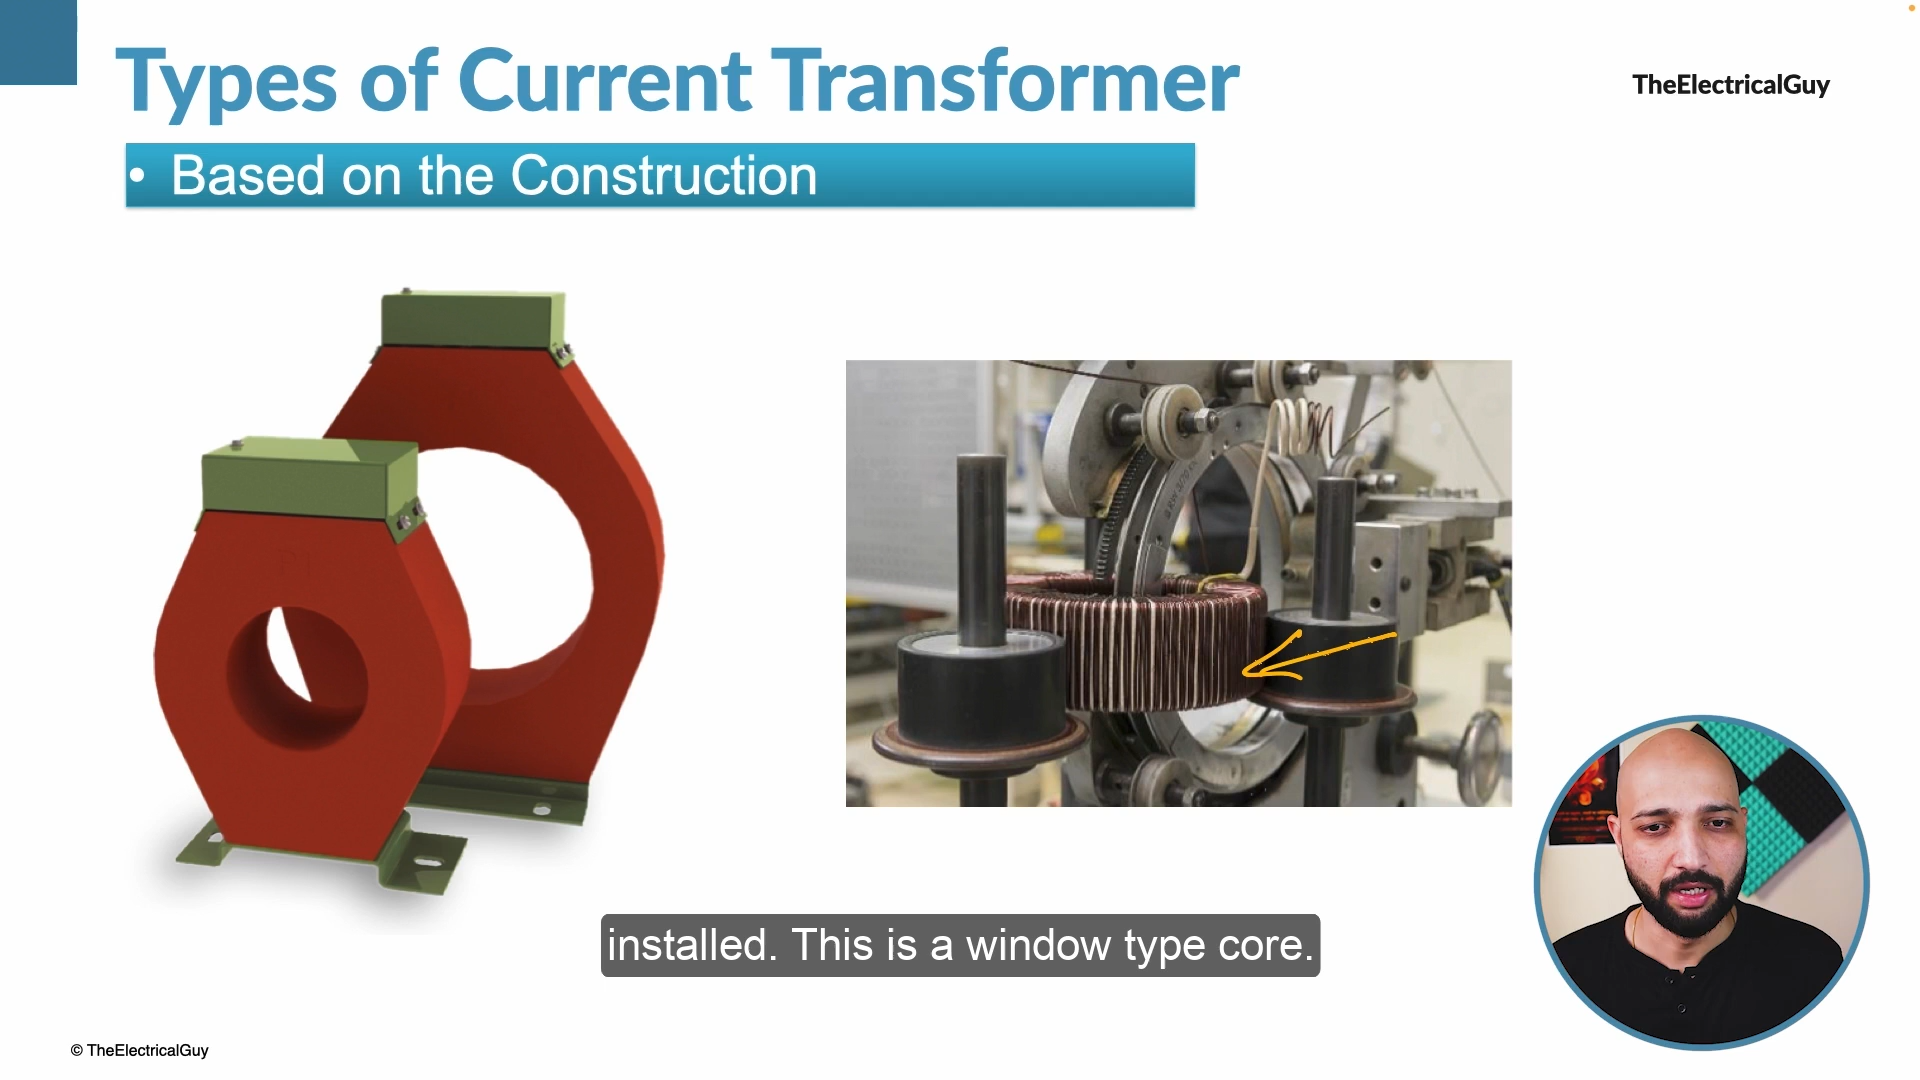 Types of Current Transformer
TheElectricalGuy
• Based on the Construction
installed. This is a window type core.
© TheElectricalGuy